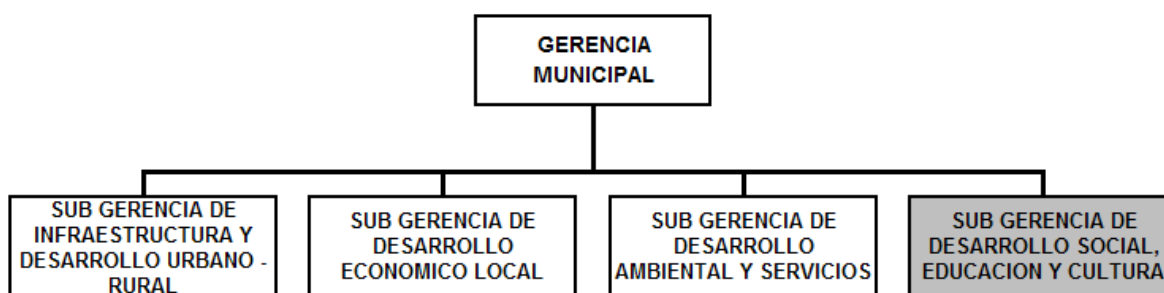 GERENCIA
MUNICIPAL
SUB GERENCIA DE
INFRAESTRUCTURA Y
DESARROLLO URBANO -
RURAL
SUB GERENCIA DE
DESARROLLO
ECONOMICO LOCAL
SUB GERENCIA DE
DESARROLLO
AMBIENTAL Y SERVICIOS
SUB GERENCIA DE
DESARROLLO SOCIAL,
EDUCACION Y CULTURA